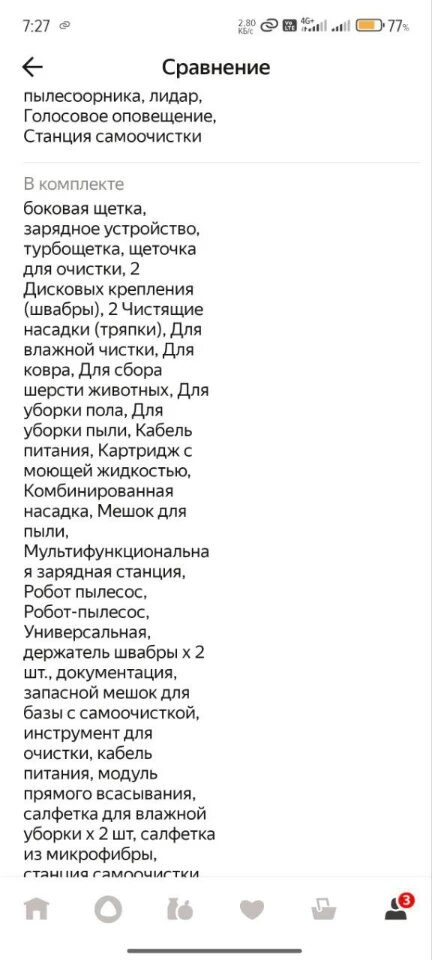 7:27
2,80
КБ/с
Vo
LTE
4G+
77%
Сравнение
пылесборника, лидар,
Голосовое оповещение,
Станция самоочистки
В комплекте
боковая щетка,
зарядное устройство,
турбощетка, щеточка
для очистки, 2
Дисковых крепления
(швабры), 2 Чистящие
насадки (тряпки), Для
влажной чистки, Для
ковра, Для сбора
шерсти животных, Для
уборки пола, Для
уборки пыли, Кабель
питания, Картридж с
моющей жидкостью,
Комбинированная
насадка, Мешок для
пыли,
Мультифункциональна
я зарядная станция,
Робот пылесос,
Робот-пылесос,
Универсальная,
держатель швабры x 2
шт., документация,
запасной мешок для
базы с самоочисткой,
инструмент для
очистки, кабель
питания, модуль
прямого всасывания,
салфетка для влажной
уборки x 2 шт, салфетка
из микрофибры,
станция самоочистки
3